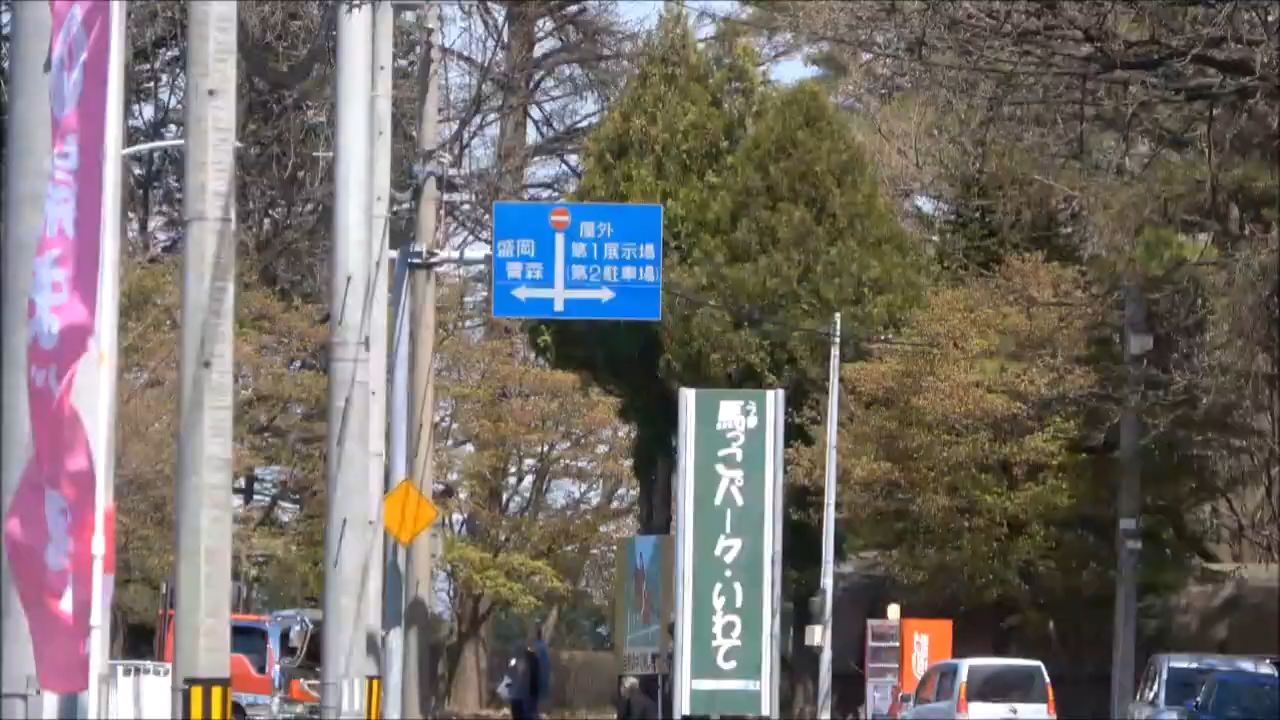 屋外
盛岡
第1展示場
青森
(第2駐車場)
馬っこパーク・いわて